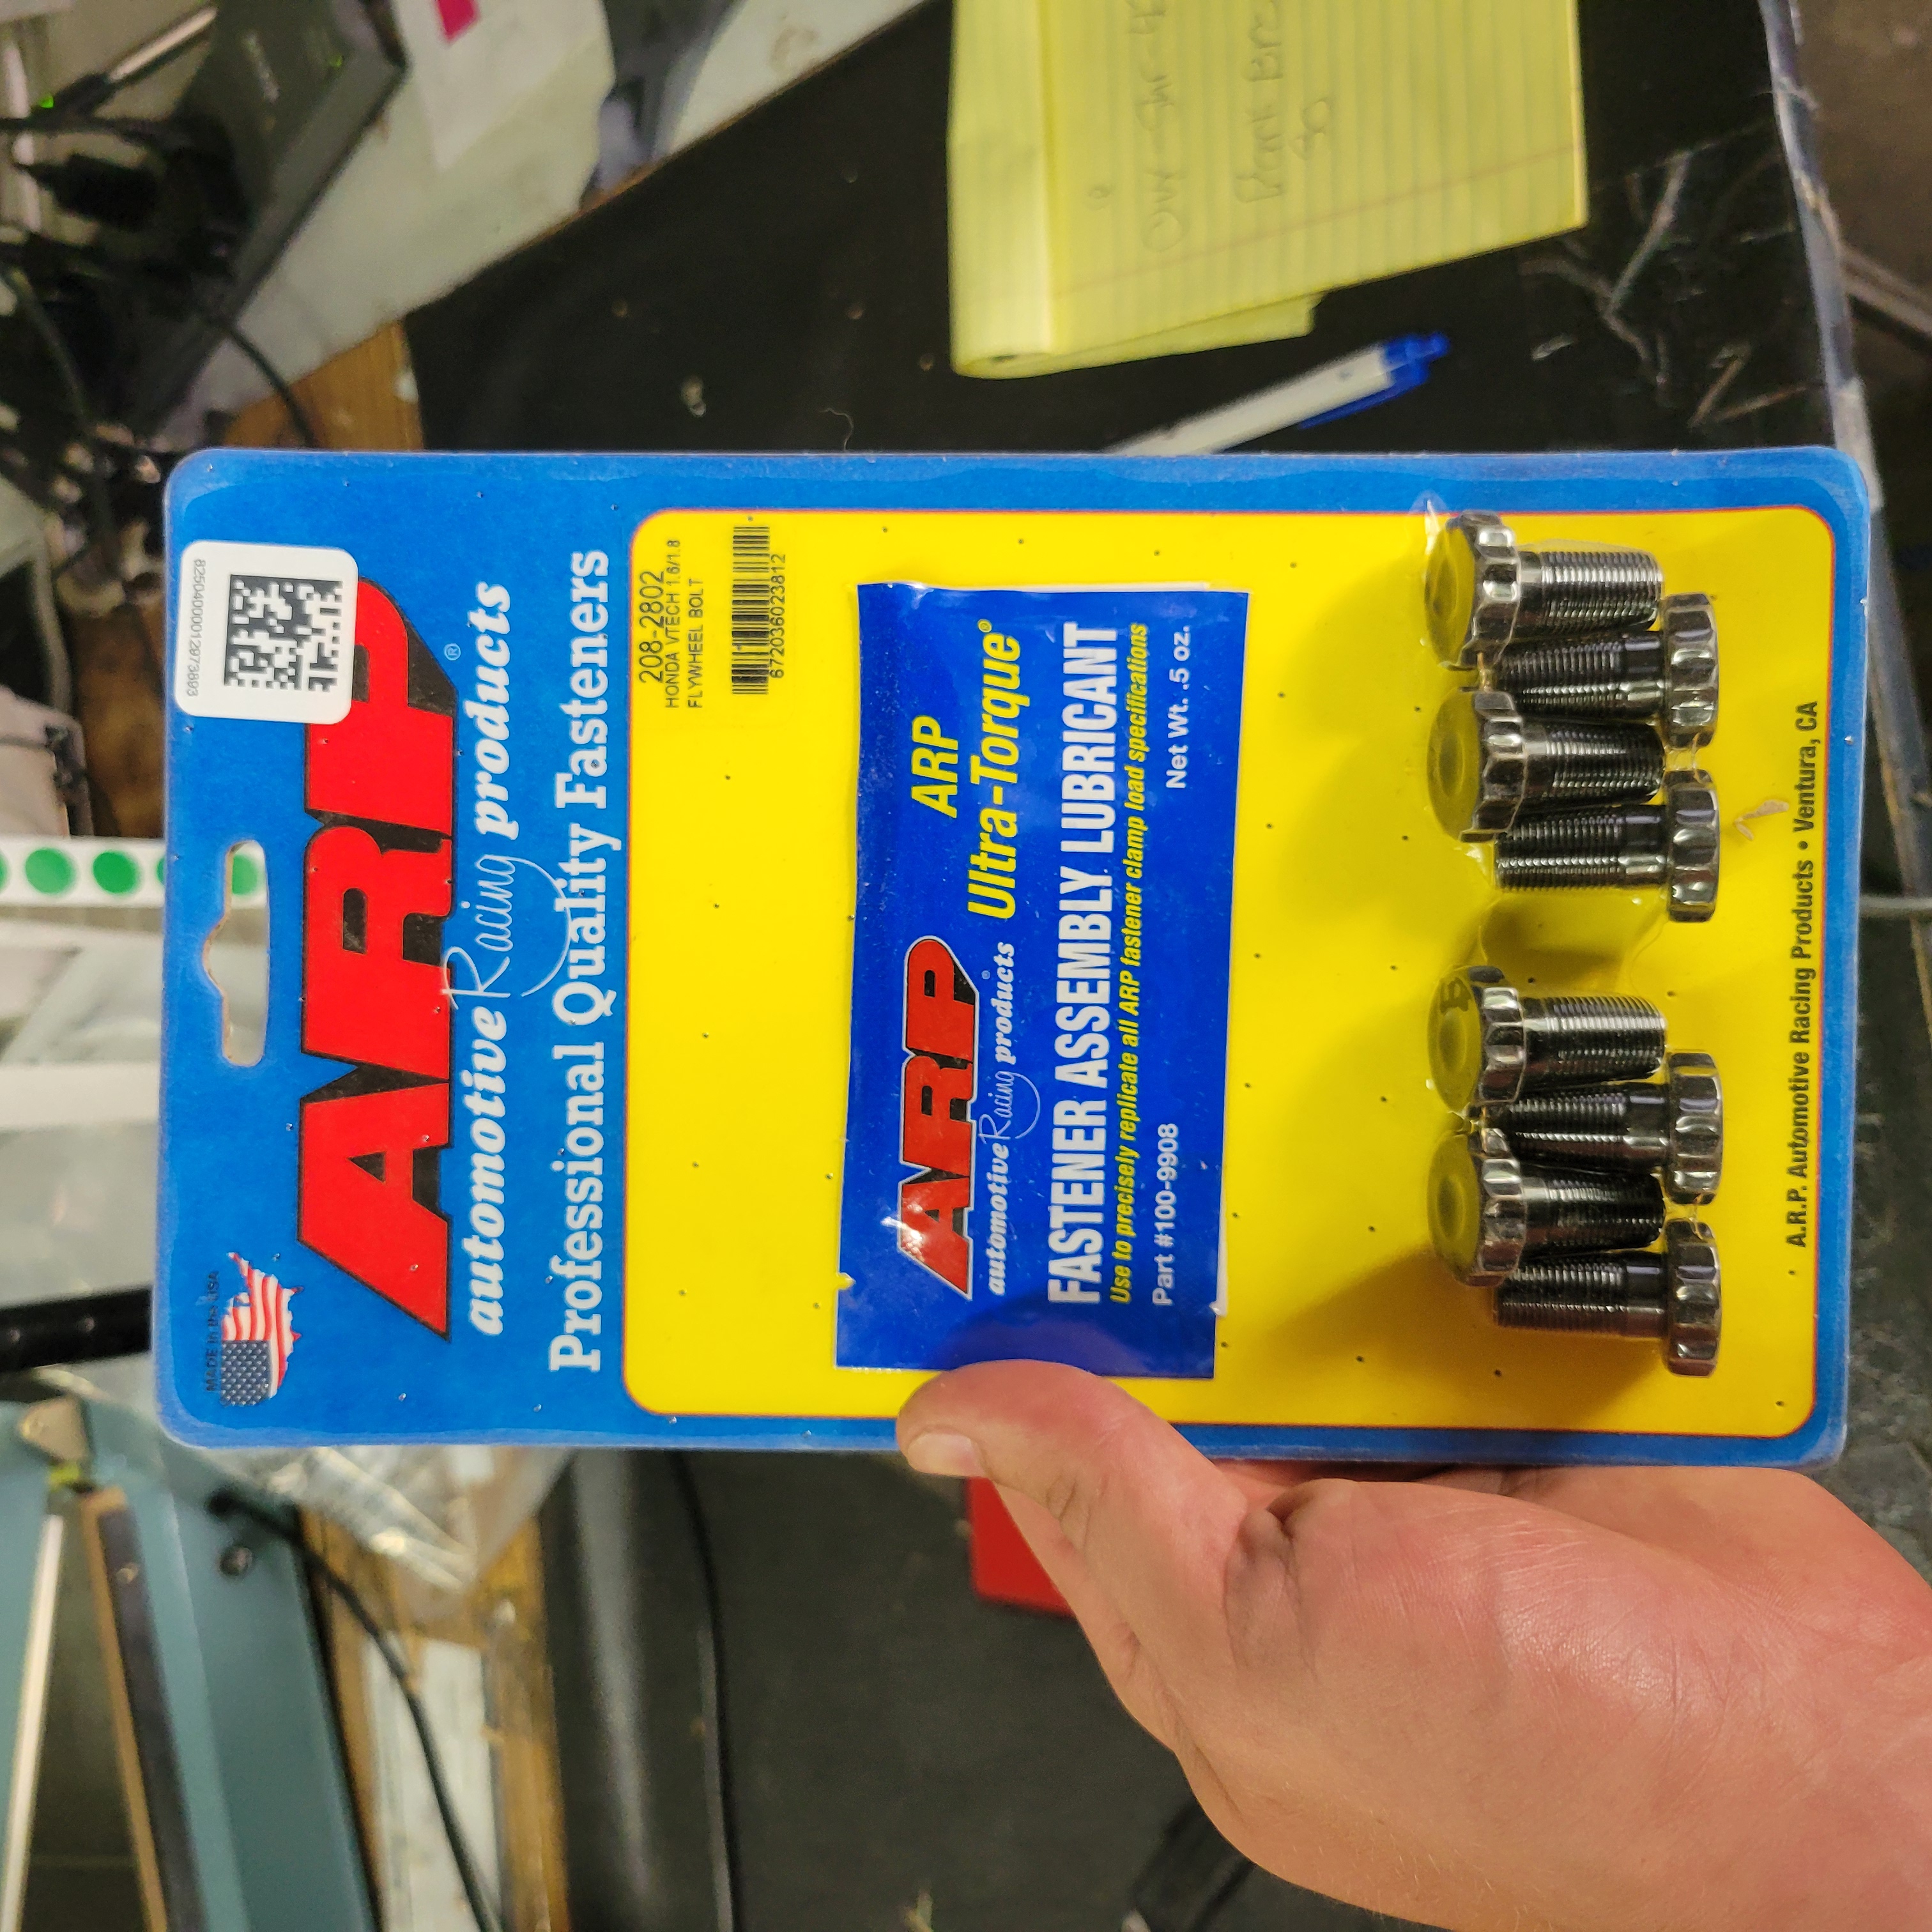 MADE in the USA
82504000012973893
ARP
®
automotive Racing products
Professional Quality Fasteners
208-2802
HONDA VTECH 1.6/1.8
FLYWHEEL BOLT
672036023812
ARP
automotive Racing products®
ARP
Ultra-Torque®
FASTENER ASSEMBLY LUBRICANT
Use to precisely replicate all ARP fastener clamp load specifications
Part #100-9908
Net Wt. .5 oz.
A.R.P. Automotive Racing Products • Ventura, CA